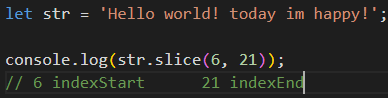 let str = 'Hello world! today im happy!';
console.log(str.slice(6, 21));
// 6 indexStart      21 indexEnd